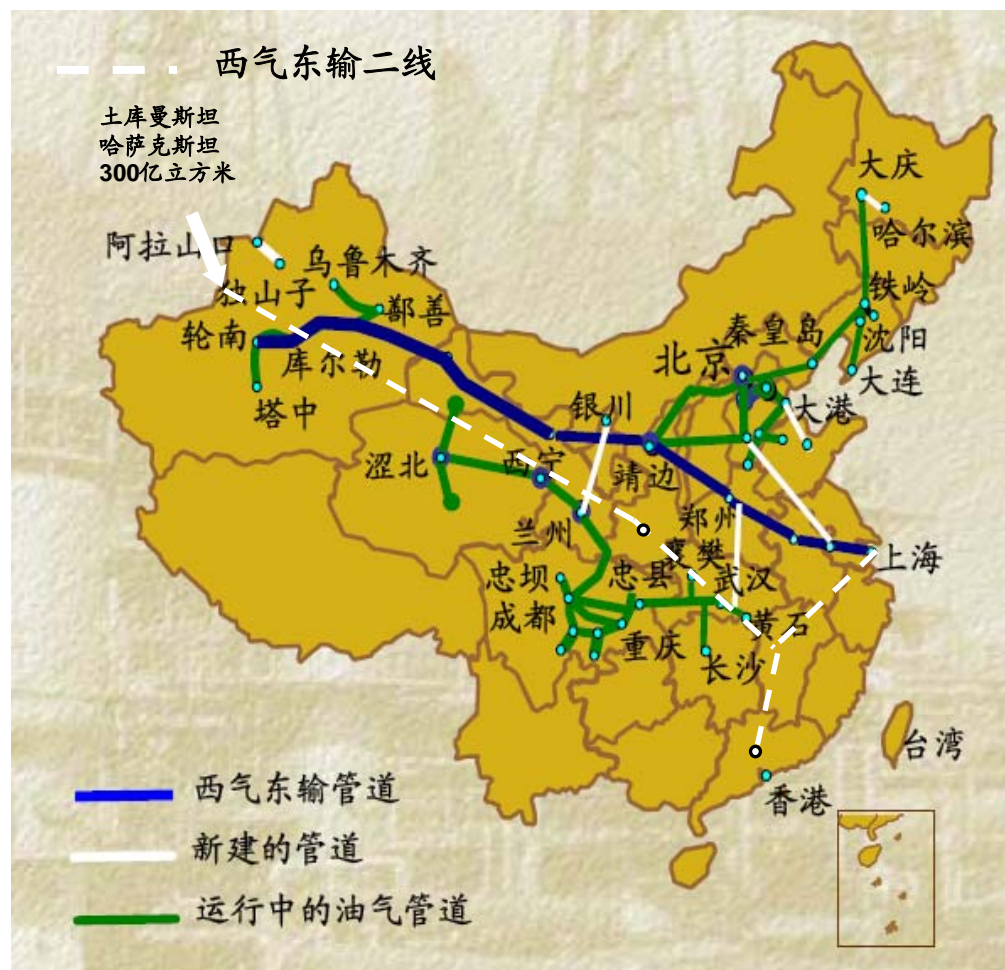 西气东输二线
土库曼斯坦
哈萨克斯坦
300亿立方米
大庆
哈尔滨
阿拉山口
乌鲁木齐
独山子
鄯善
铁岭
轮南
秦皇岛
沈阳
库尔勒
北京
大连
塔中
银川
大港
涩北
西宁
靖边
兰州
郑州
襄樊
上海
忠坝
忠县
武汉
成都
黄石
重庆
长沙
台湾
香港
西气东输管道
新建的管道
运行中的油气管道